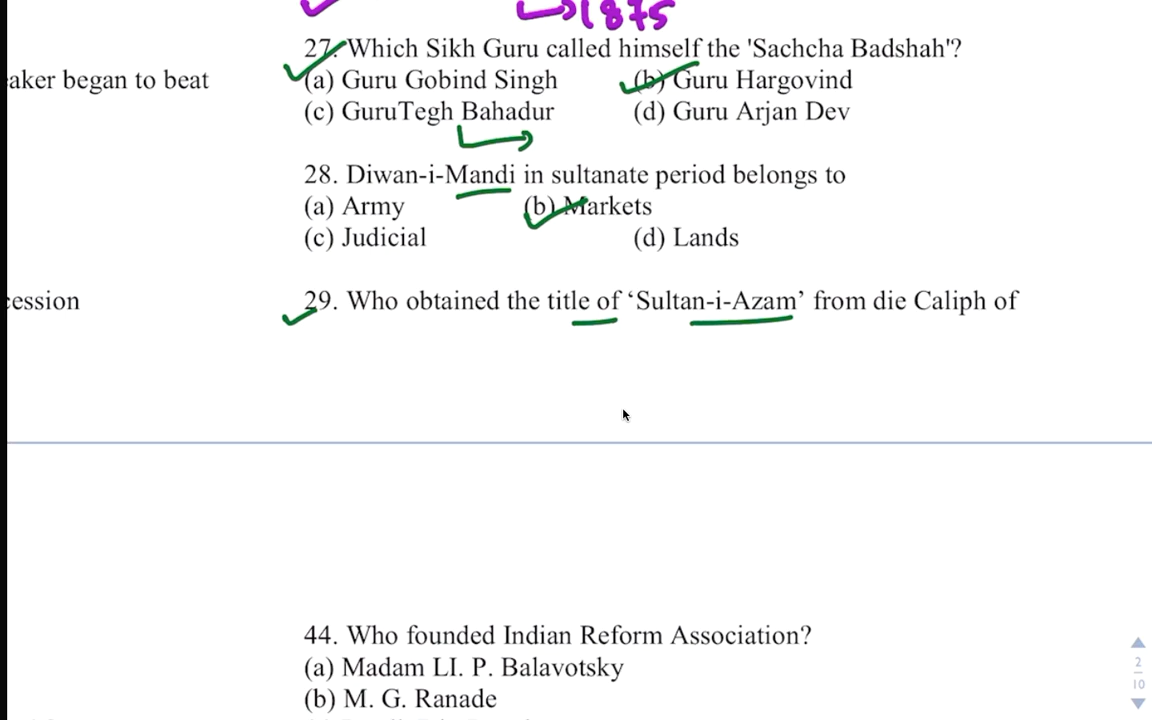 1875
27. Which Sikh Guru called himself the 'Sachcha Badshah'?
aker began to beat
(a) Guru Gobind Singh (b) Guru Hargovind
(c) GuruTegh Bahadur (d) Guru Arjan Dev
28. Diwan-i-Mandi in sultanate period belongs to
(a) Army (b) Markets
(c) Judicial (d) Lands
cession
29. Who obtained the title of ‘Sultan-i-Azam’ from die Caliph of
44. Who founded Indian Reform Association?
(a) Madam LI. P. Balavotsky
(b) M. G. Ranade
2
10